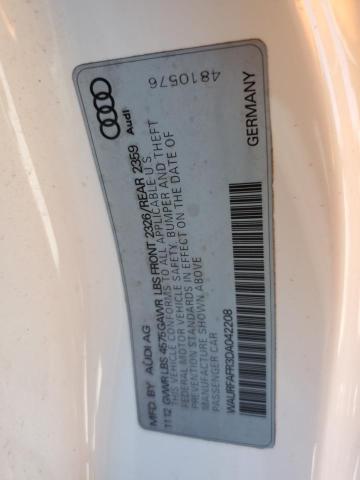 MFD. BY AUDI AG
11.12 GVWR LBS 4575 GAWR LBS FRONT 2326/REAR 2359
THIS VEHICLE CONFORMS TO ALL APPLICABLE U S
FEDERAL MOTOR VEHICLE SAFETY, BUMPER AND THEFT
PREVENTION STANDARDS IN EFFECT ON THE DATE OF
MANUFACTURE SHOWN ABOVE
PASSENGER CAR
WAURFAFR3DA042208
Audi
4810576
GERMANY